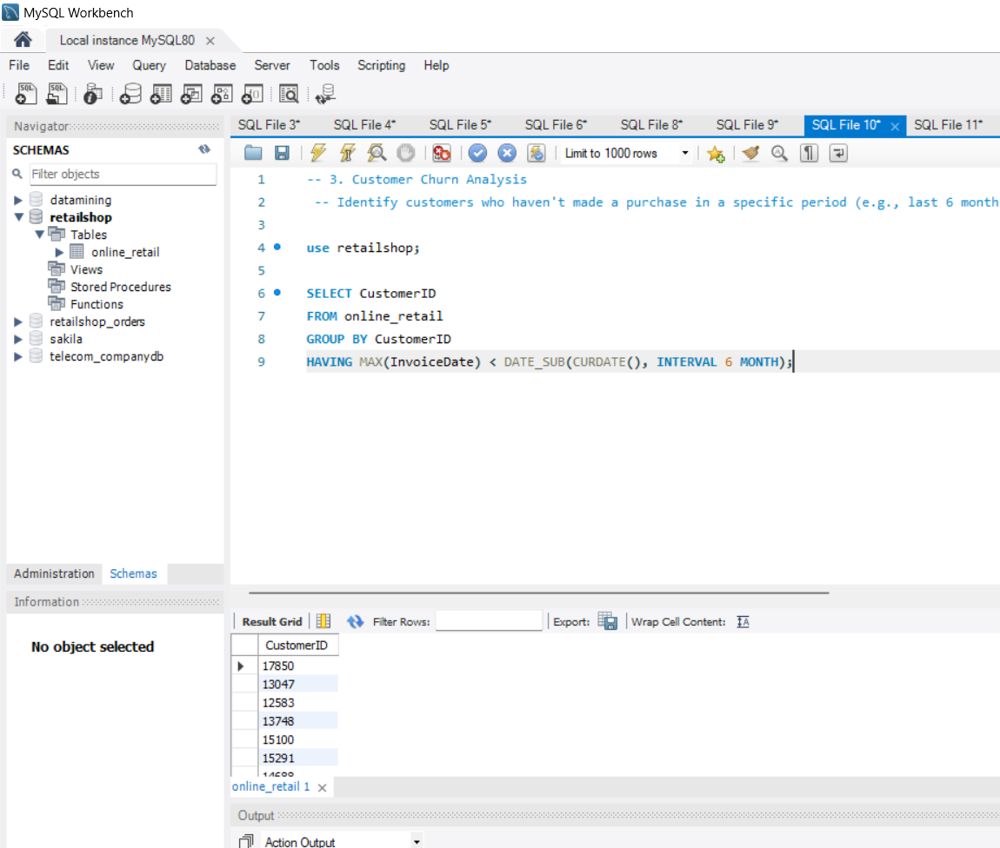 MySQL Workbench
Local instance MySQL80
File Edit View Query Database Server Tools Scripting Help
Navigator
SCHEMAS
Filter objects
datamining
retailshop
Tables
online_retail
Views
Stored Procedures
Functions
retailshop_orders
sakila
telecom_companydb
Administration Schemas
Information
No object selected
SQL File 3* SQL File 4* SQL File 5* SQL File 6* SQL File 8* SQL File 9* SQL File 10* SQL File 11*
Limit to 1000 rows
1 -- 3. Customer Churn Analysis
2 -- Identify customers who haven't made a purchase in a specific period (e.g., last 6 month
3
4 use retailshop;
5
6 SELECT CustomerID
7 FROM online_retail
8 GROUP BY CustomerID
9 HAVING MAX(InvoiceDate) < DATE_SUB(CURDATE(), INTERVAL 6 MONTH);
Result Grid Filter Rows: Export: Wrap Cell Content:
CustomerID
17850
13047
12583
13748
15100
15291
14688
online_retail 1
Output
Action Output